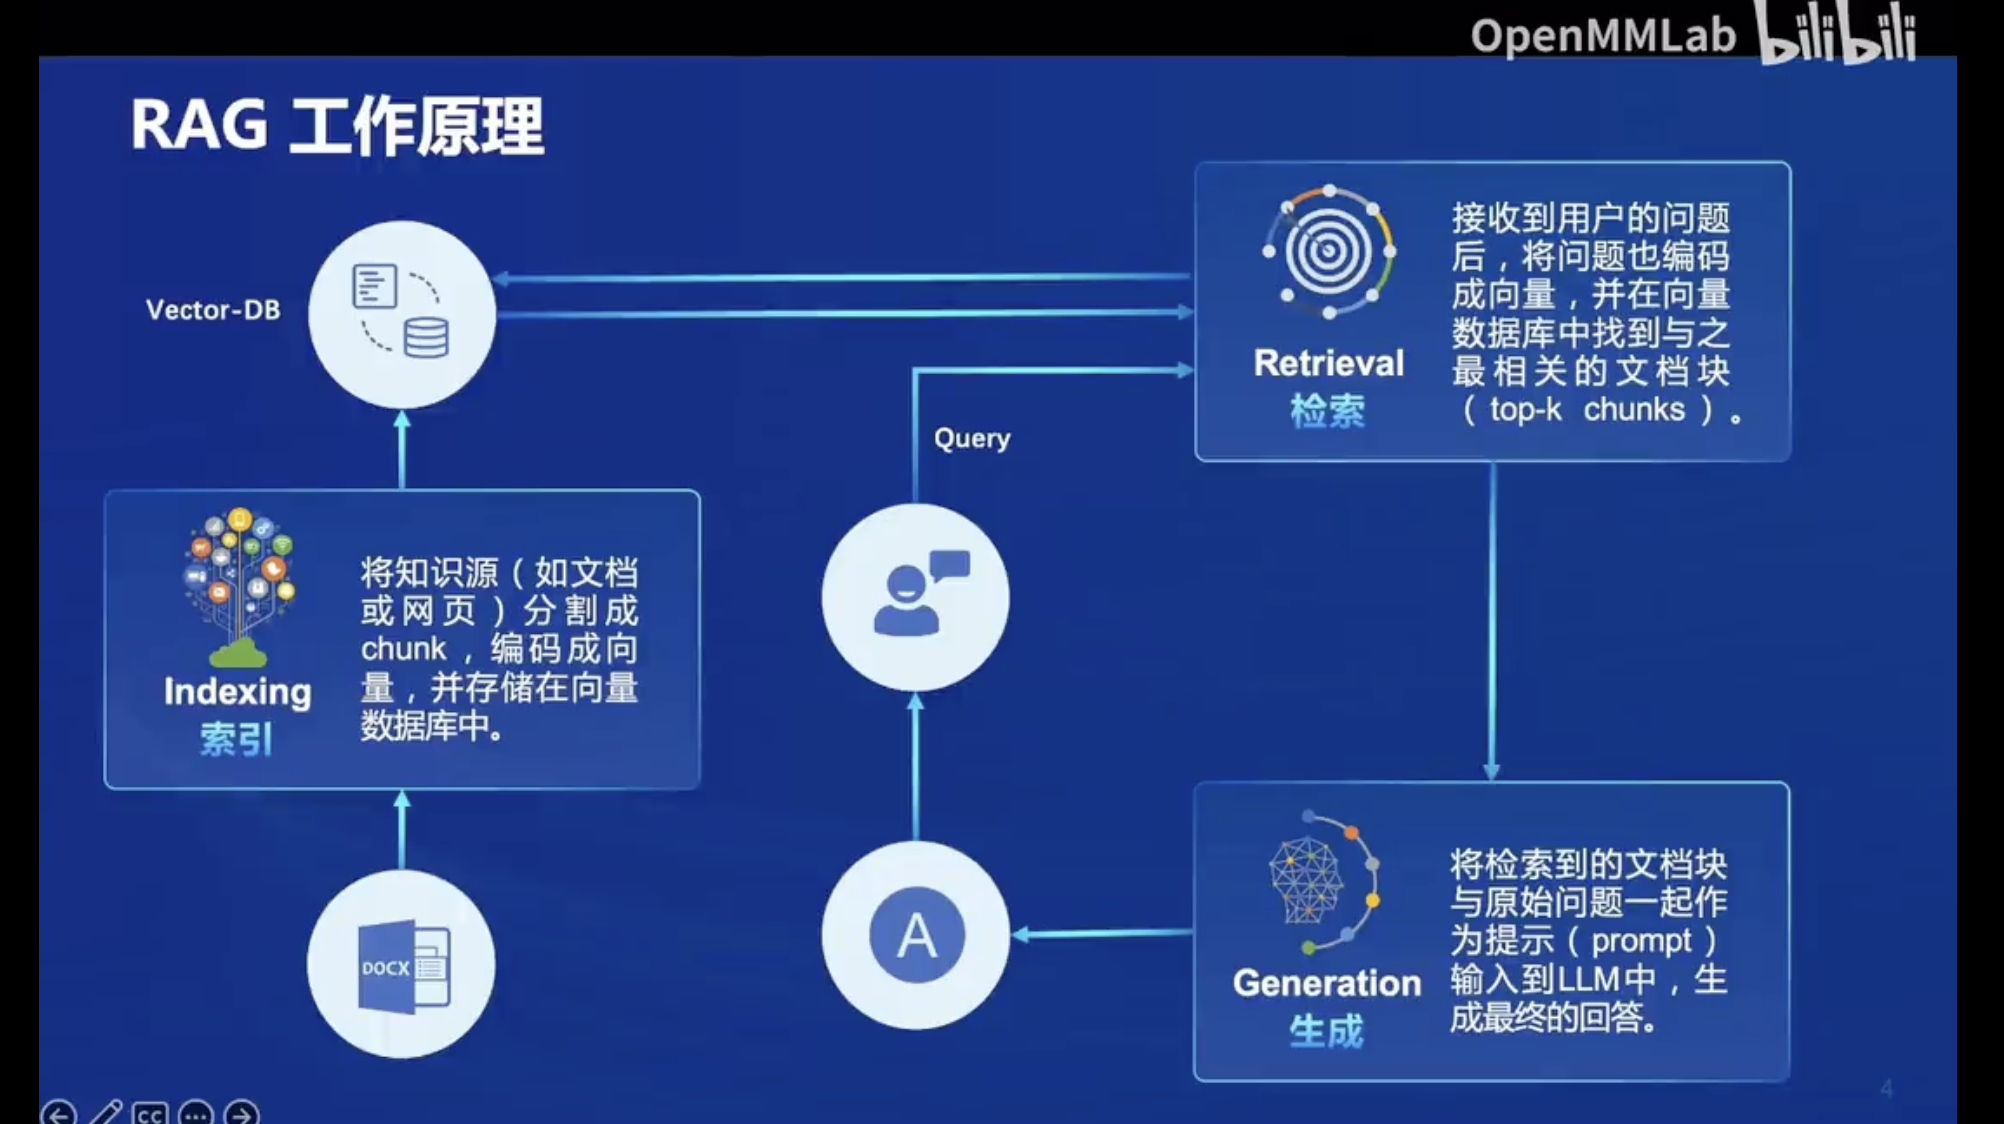 OpenMMLab bilibili
RAG 工作原理
Vector-DB
接收到用户的问题
后，将问题也编码
成向量，并在向量
数据库中找到与之
最相关的文档块
（top-k chunks）。
Retrieval
检索
Query
将知识源（如文档
或网页）分割成
chunk，编码成向
量，并存储在向量
数据库中。
Indexing
索引
DOCX
A
将检索到的文档块
与原始问题一起作
为提示（prompt）
输入到LLM中，生
成最终的回答。
Generation
生成
4
CC